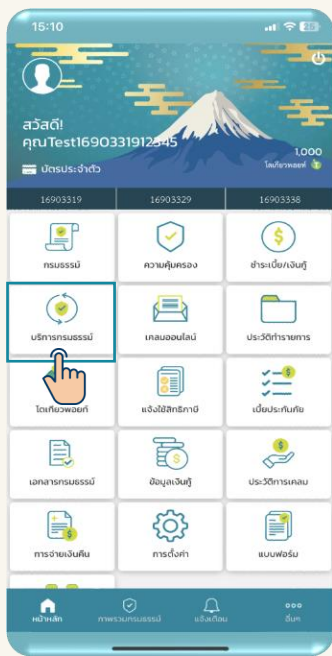 15:10
25
สวัสดี!
คุณTest1690331912345
1,000
บัตรประจำตัว
โตเกียวพอยท์
16903319
16903329
16903338
กรมธรรม์
ความคุ้มครอง
ชำระเบี้ย/เงินกู้
บริการกรมธรรม์
เคลมออนไลน์
ประวัติทำรายการ
โตเกียวพอยท์
แจ้งใช้สิทธิภาษี
เบี้ยประกันภัย
เอกสารกรมธรรม์
ข้อมูลเงินกู้
ประวัติการเคลม
การจ่ายเงินคืน
การตั้งค่า
แบบฟอร์ม
หน้าหลัก
ภาพรวมกรมธรรม์
แจ้งเตือน
อื่นๆ